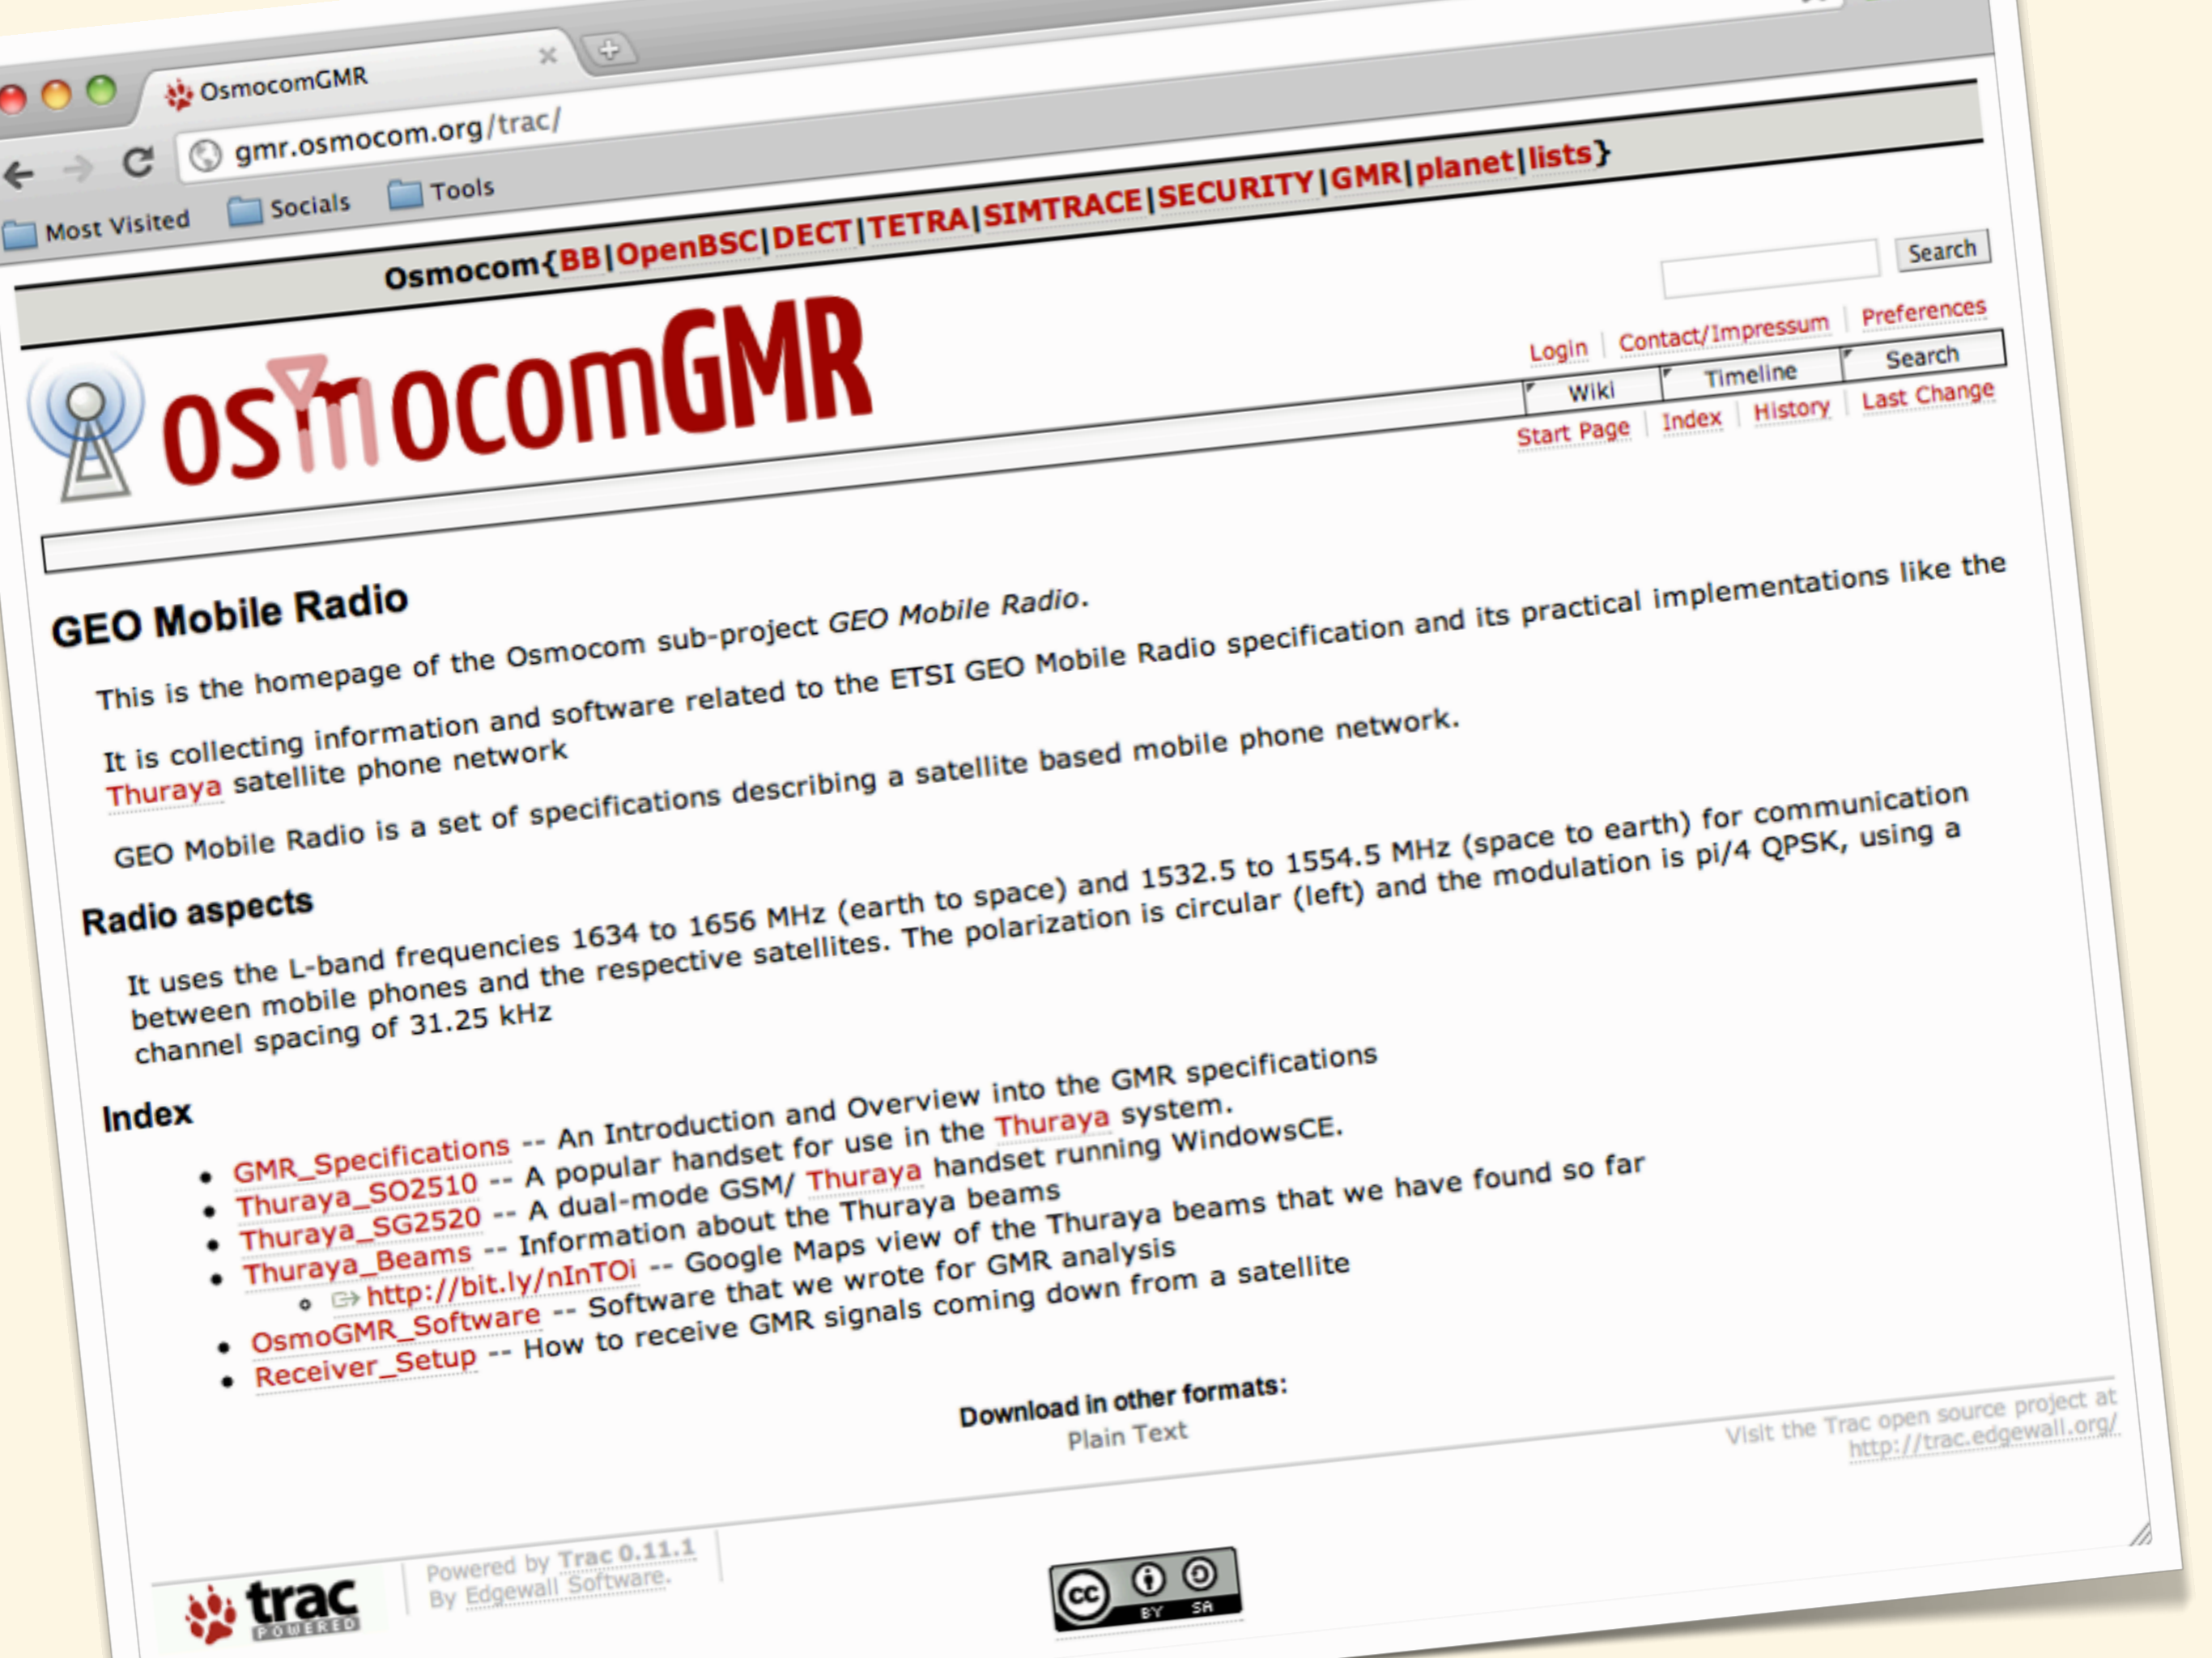 OsmocomGMR
gmr.osmocom.org/trac/
Most Visited Socials Tools
Osmocom{BB|OpenBSC|DECT|TETRA|SIMTRACE|SECURITY|GMR|planet|lists}
Search
osmocomGMR
Login Contact/Impressum Preferences
Wiki Timeline Search
Start Page Index History Last Change
GEO Mobile Radio
This is the homepage of the Osmocom sub-project GEO Mobile Radio.
It is collecting information and software related to the ETSI GEO Mobile Radio specification and its practical implementations like the
Thuraya satellite phone network
GEO Mobile Radio is a set of specifications describing a satellite based mobile phone network.
Radio aspects
It uses the L-band frequencies 1634 to 1656 MHz (earth to space) and 1532.5 to 1554.5 MHz (space to earth) for communication
between mobile phones and the respective satellites. The polarization is circular (left) and the modulation is pi/4 QPSK, using a
channel spacing of 31.25 kHz
Index
• GMR_Specifications -- An Introduction and Overview into the GMR specifications
• Thuraya_SO2510 -- A popular handset for use in the Thuraya system.
• Thuraya_SG2520 -- A dual-mode GSM/ Thuraya handset running WindowsCE.
• Thuraya_Beams -- Information about the Thuraya beams
http://bit.ly/nInTOi -- Google Maps view of the Thuraya beams that we have found so far
• OsmoGMR_Software -- Software that we wrote for GMR analysis
• Receiver_Setup -- How to receive GMR signals coming down from a satellite
Download in other formats:
Plain Text
Visit the Trac open source project at
http://trac.edgewall.org/
trac
POWERED
Powered by Trac 0.11.1
By Edgewall Software.
cc
BY SA